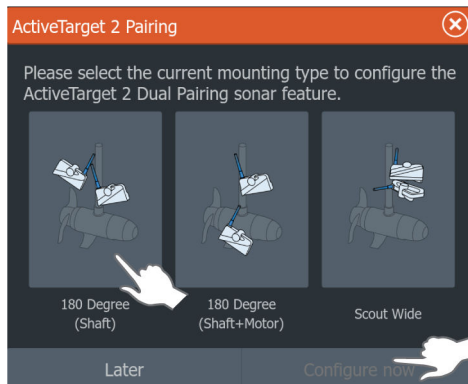 ActiveTarget 2 Pairing
Please select the current mounting type to configure the
ActiveTarget 2 Dual Pairing sonar feature.
180 Degree
(Shaft)
180 Degree
(Shaft+Motor)
Scout Wide
Later
Configure now